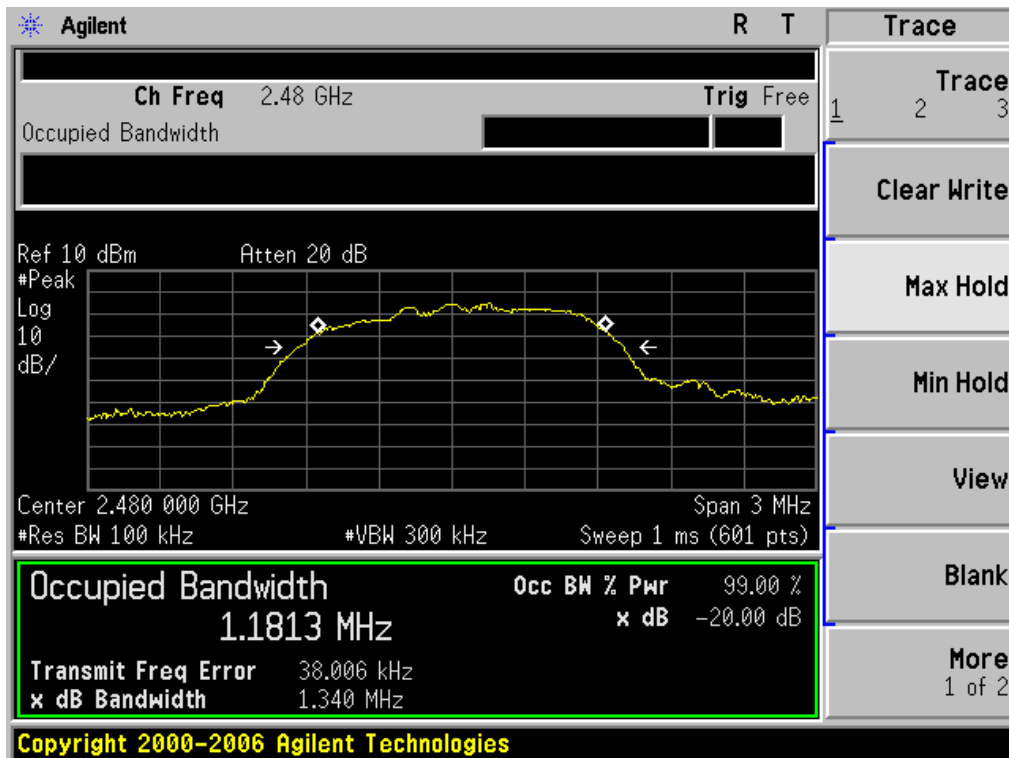 Agilent
R T
Trace
Ch Freq 2.48 GHz
Trig Free
Occupied Bandwidth
Trace
1 2 3
Clear Write
Max Hold
Min Hold
View
Blank
More
1 of 2
Ref 10 dBm
Atten 20 dB
#Peak
Log
10
dB/
Center 2.480 000 GHz
Span 3 MHz
#Res BW 100 kHz
#VBW 300 kHz
Sweep 1 ms (601 pts)
Occupied Bandwidth
1.1813 MHz
Occ BW % Pwr 99.00 %
x dB -20.00 dB
Transmit Freq Error 38.006 kHz
x dB Bandwidth 1.340 MHz
Copyright 2000-2006 Agilent Technologies